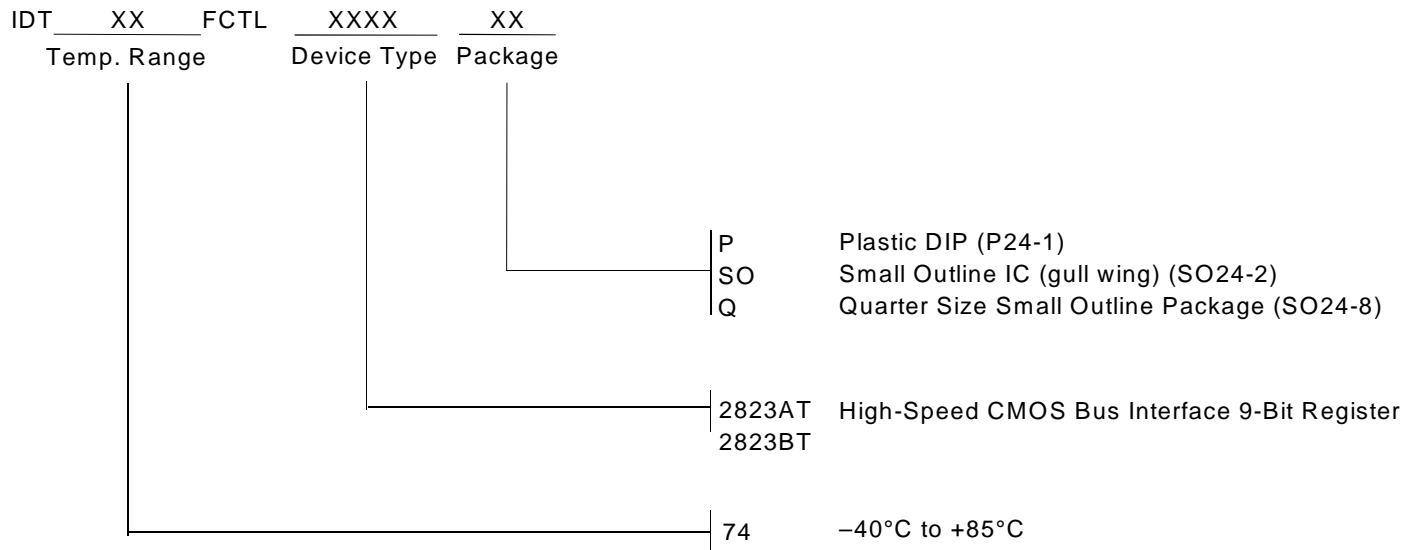 IDT XX FCTL XXXX XX
Temp. Range Device Type Package
P Plastic DIP (P24-1)
SO Small Outline IC (gull wing) (SO24-2)
Q Quarter Size Small Outline Package (SO24-8)
2823AT High-Speed CMOS Bus Interface 9-Bit Register
2823BT
74 –40°C to +85°C